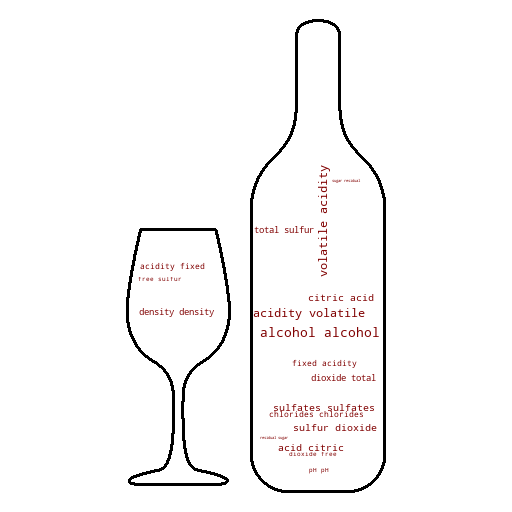 volatile acidity
sugar residual
total sulfur
acidity fixed
free sulfur
citric acid
density density
acidity volatile
alcohol alcohol
fixed acidity
dioxide total
sulfates sulfates
chlorides chlorides
sulfur dioxide
residual sugar
acid citric
dioxide free
pH pH